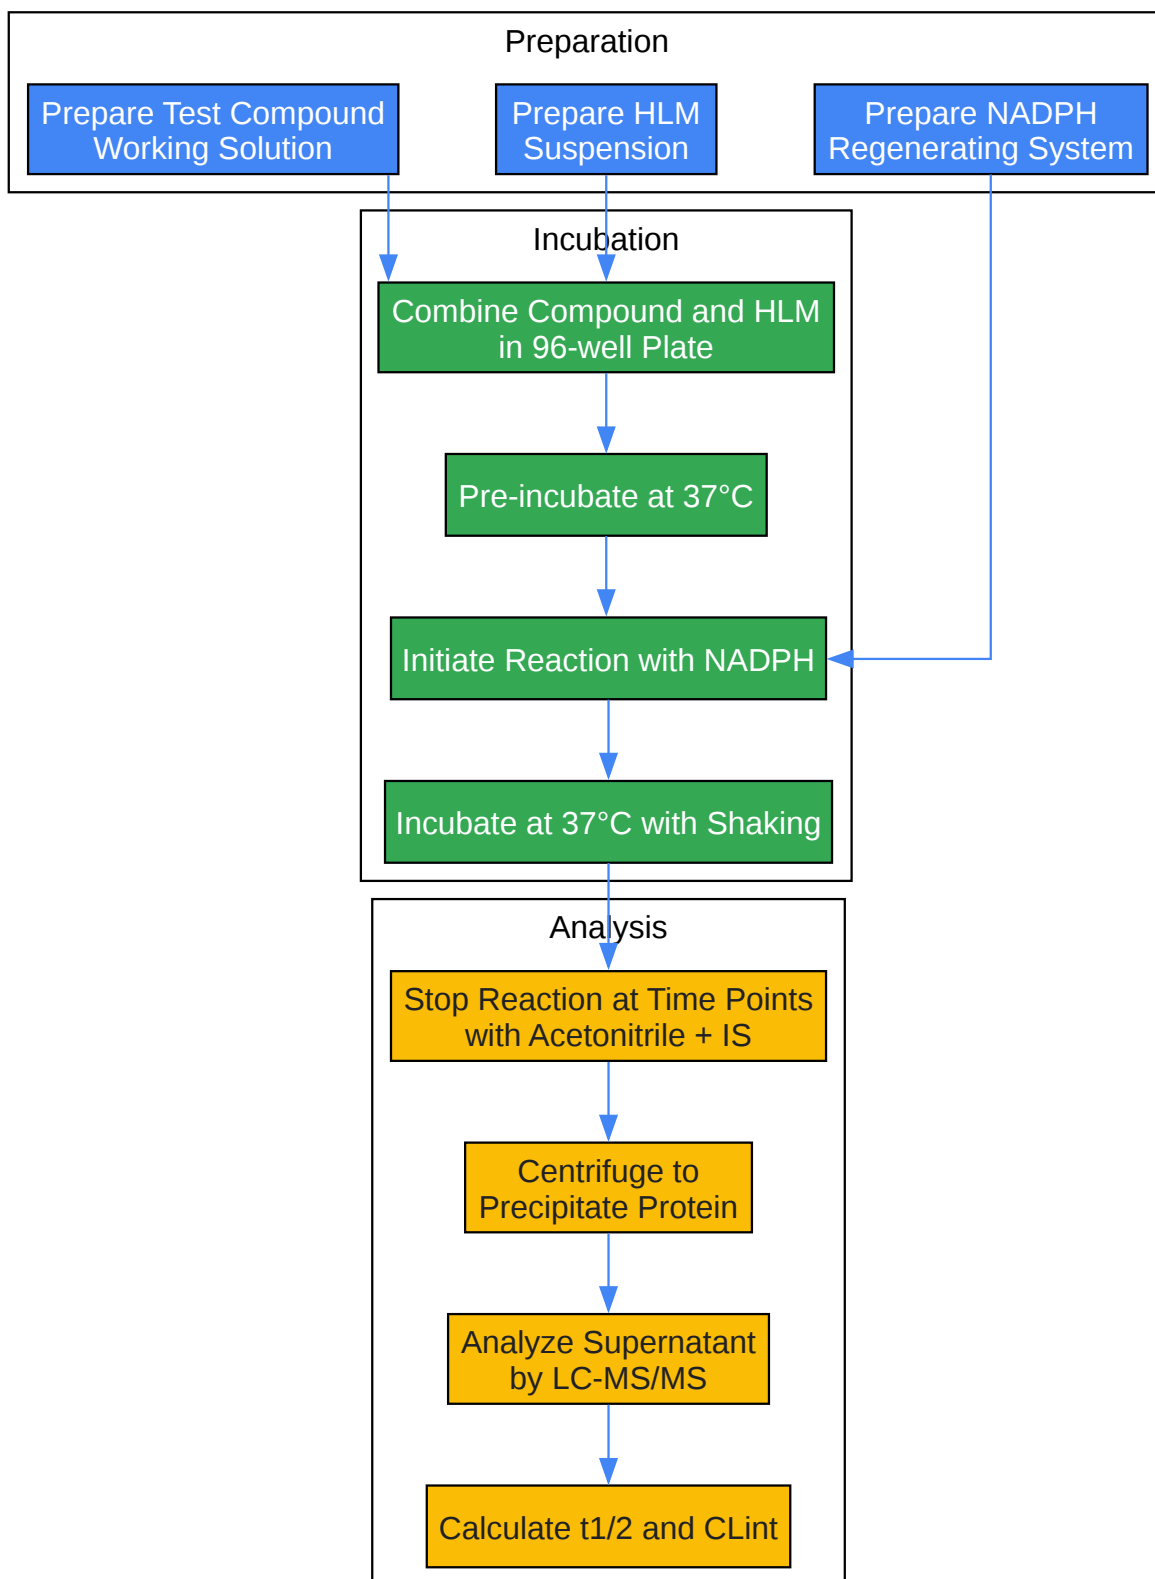 Preparation
Prepare Test Compound
Working Solution
Prepare HLM
Suspension
Prepare NADPH
Regenerating System
Incubation
Combine Compound and HLM
in 96-well Plate
Pre-incubate at 37°C
Initiate Reaction with NADPH
Incubate at 37°C with Shaking
Analysis
Stop Reaction at Time Points
with Acetonitrile + IS
Centrifuge to
Precipitate Protein
Analyze Supernatant
by LC-MS/MS
Calculate t1/2 and CLint